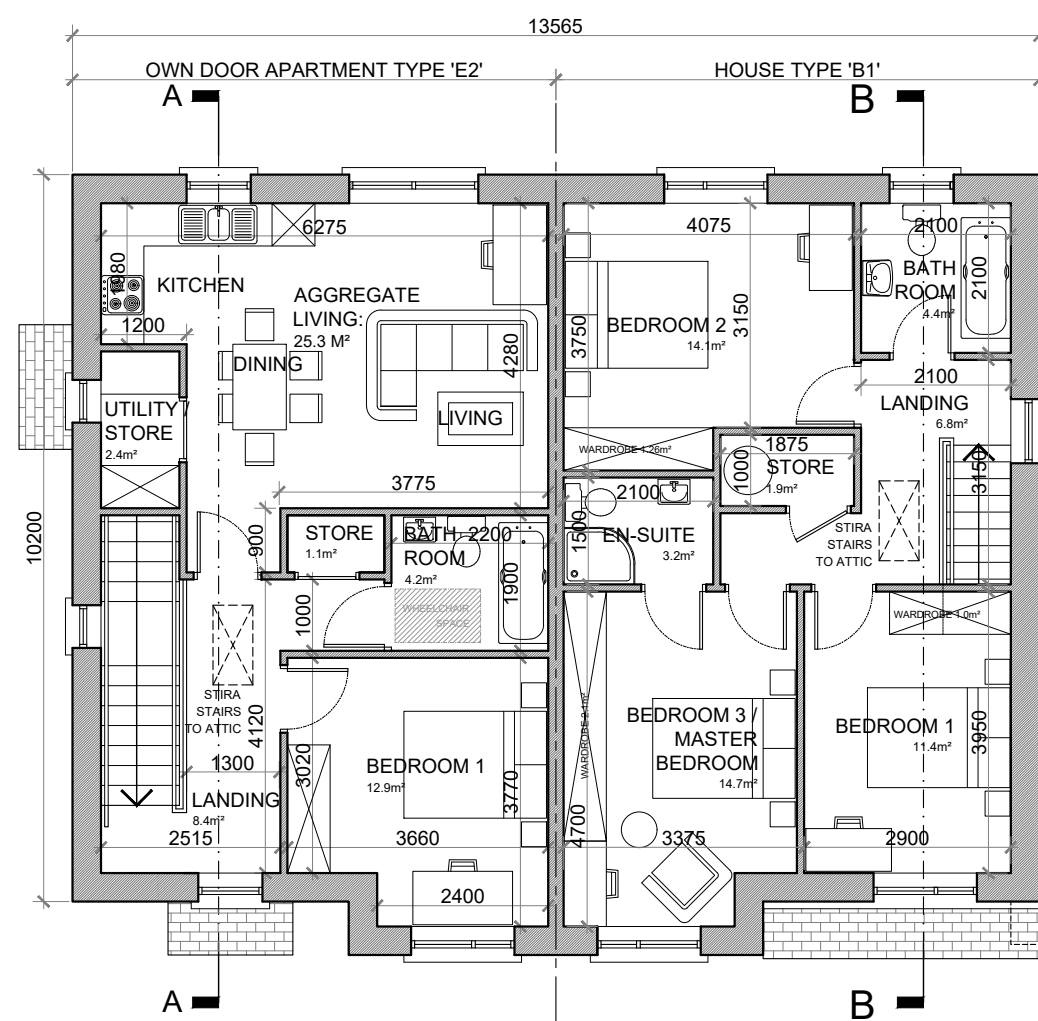 13565
OWN DOOR APARTMENT TYPE 'E2'
HOUSE TYPE 'B1'
A
B
6275
4075
2100
1980
KITCHEN
AGGREGATE
LIVING:
25.3 M²
1200
DINING
4280
LIVING
3750
BEDROOM 2
14.1m²
3150
BATH
ROOM
4.4m²
2100
2100
LANDING
6.8m²
UTILITY /
STORE
2.4m²
WARDROBE 1.26m²
1875
1000
STORE
1.9m²
3150
3775
2100
10200
900
STORE
1.1m²
BATH
ROOM
4.2m²
2200
1900
1500
EN-SUITE
3.2m²
STIRA
STAIRS
TO ATTIC
1000
WHEELCHAIR
SPACE
WARDROBE 1.0m²
STIRA
STAIRS
TO ATTIC
4120
1300
3020
LANDING
8.4m²
BEDROOM 1
12.9m²
3770
WARDROBE 2.1m²
BEDROOM 3 /
MASTER
BEDROOM
14.7m²
BEDROOM 1
11.4m²
3950
2515
3660
4700
3375
2900
2400
A
B